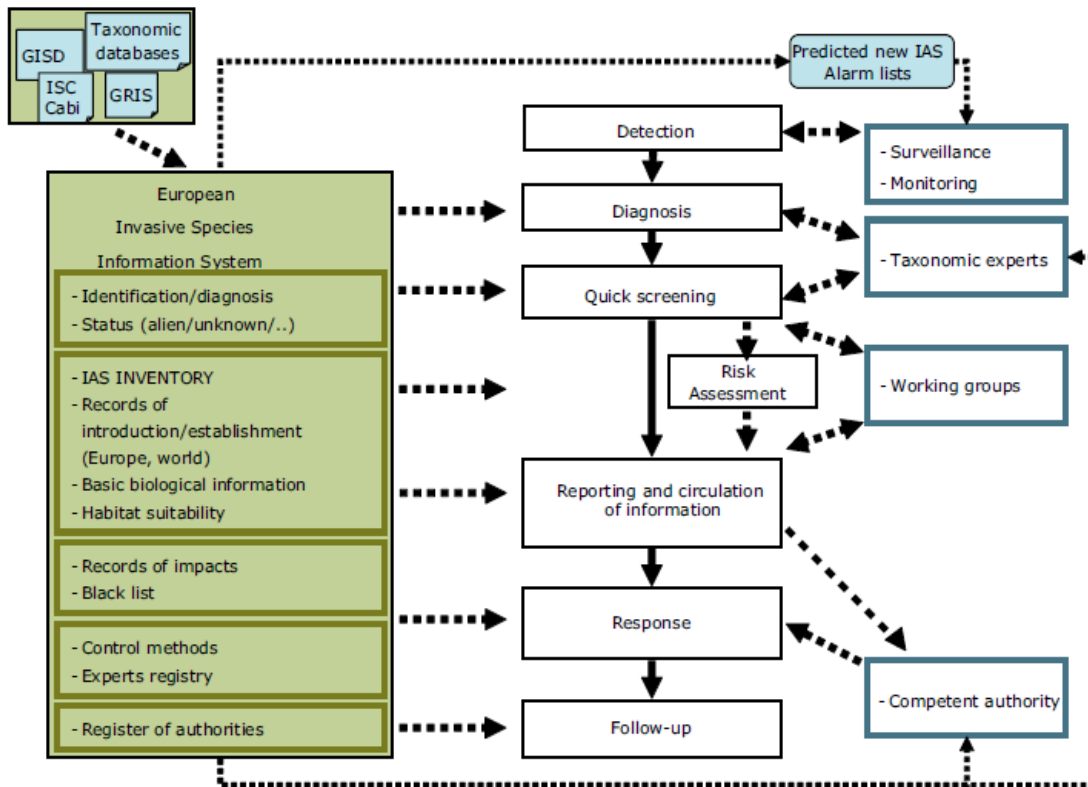 Taxonomic
databases
GISD
ISC
Cabi
GRIS
Predicted new IAS
Alarm lists
European
Invasive Species
Information System
- Identification/diagnosis
- Status (alien/unknown/..)
- IAS INVENTORY
- Records of
introduction/establishment
(Europe, world)
- Basic biological information
- Habitat suitability
- Records of impacts
- Black list
- Control methods
- Experts registry
- Register of authorities
Detection
Diagnosis
Quick screening
Risk
Assessment
Reporting and circulation
of information
Response
Follow-up
- Surveillance
- Monitoring
- Taxonomic experts
- Working groups
- Competent authority